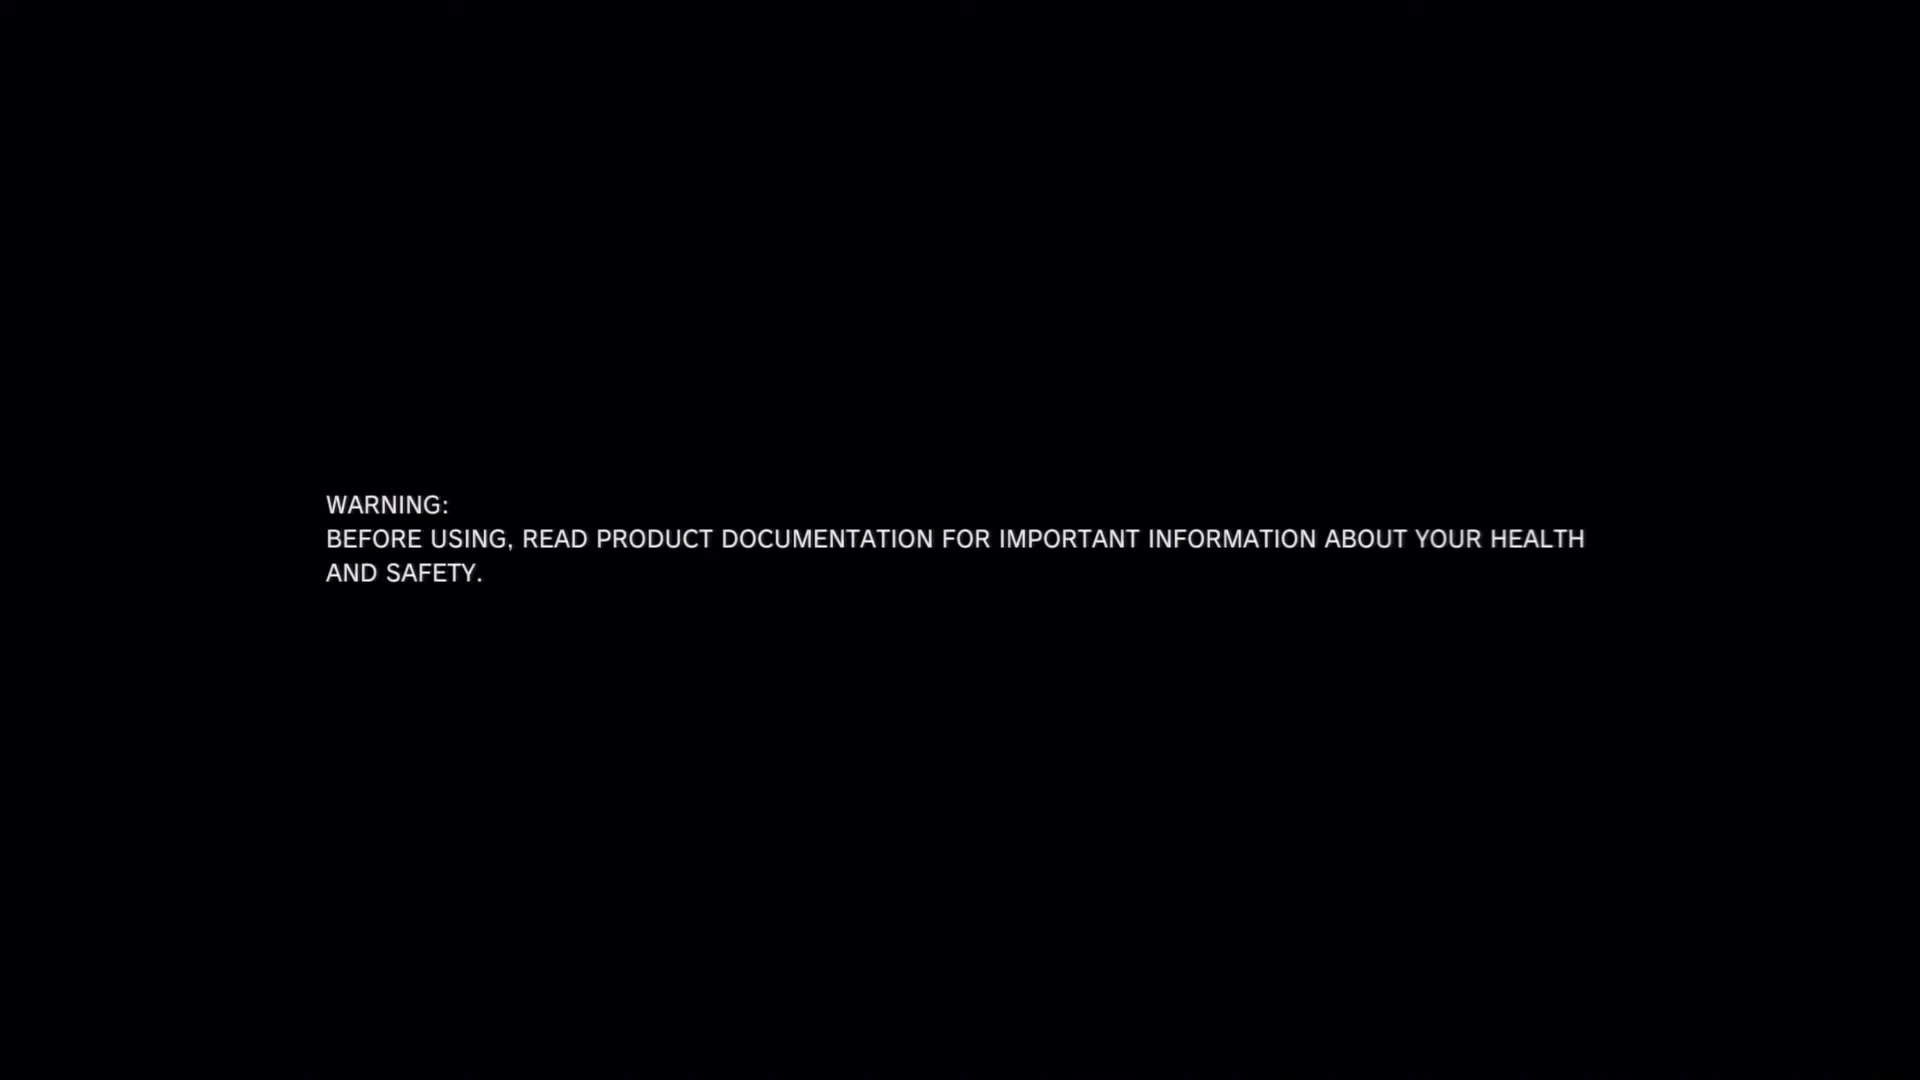 WARNING:
BEFORE USING, READ PRODUCT DOCUMENTATION FOR IMPORTANT INFORMATION ABOUT YOUR HEALTH
AND SAFETY.